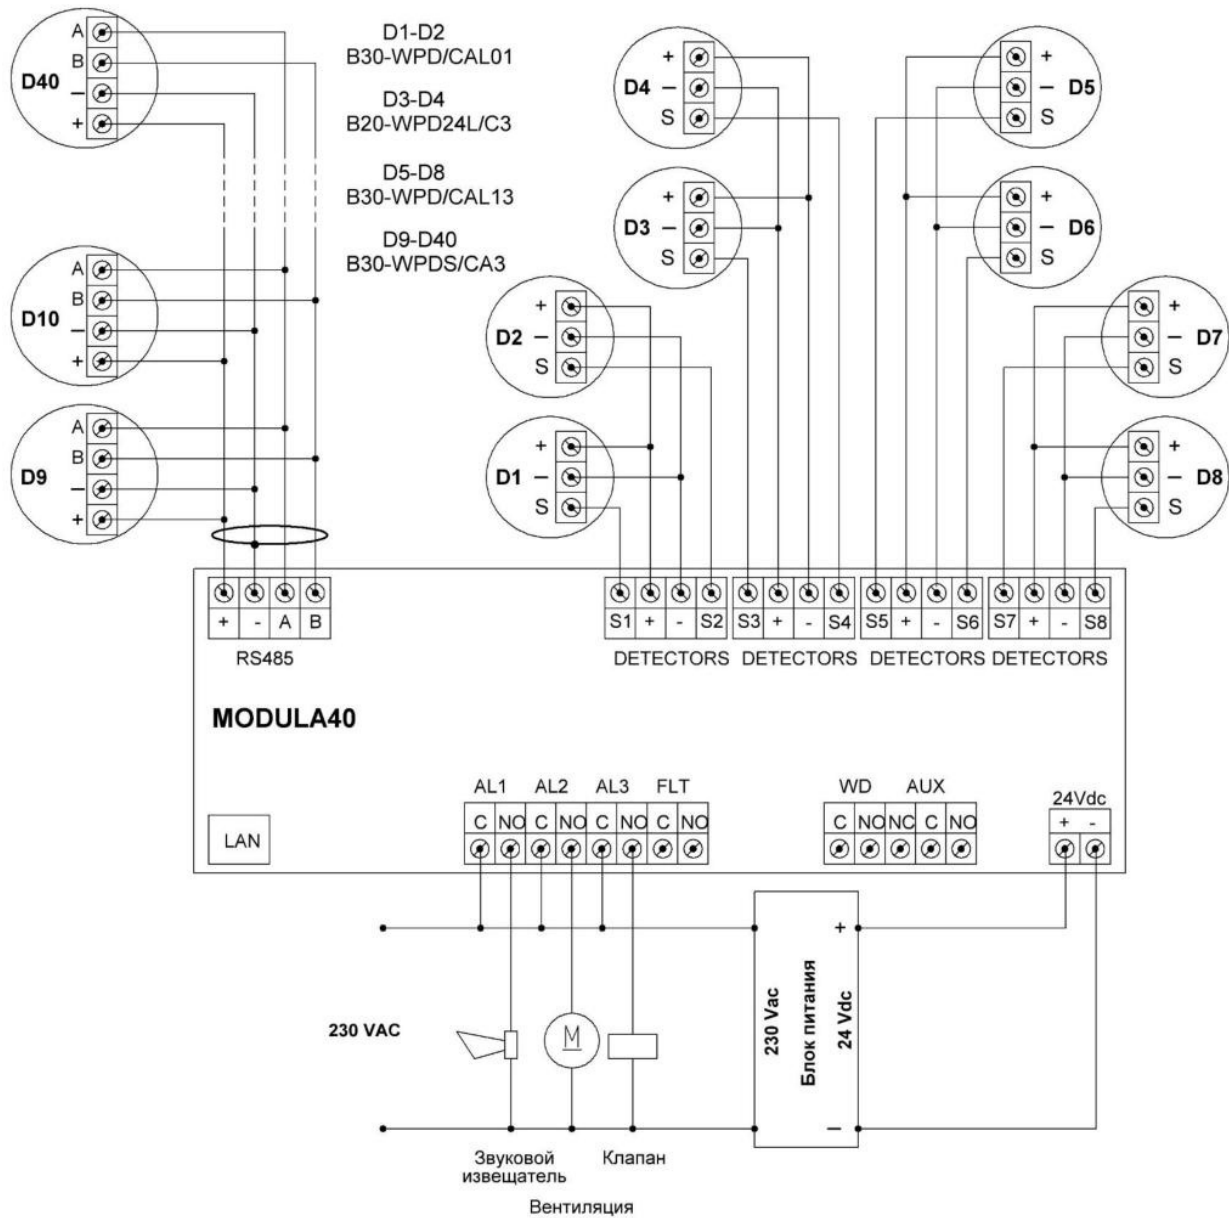 A
B
D40
−
+
D1-D2
B30-WPD/CAL01
D3-D4
B20-WPD24L/C3
D5-D8
B30-WPD/CAL13
D9-D40
B30-WPDS/CA3
+
D4 −
S
+
− D5
S
+
D3 −
S
+
− D6
S
A
B
D10
−
+
+
D2 −
S
+
− D7
S
A
B
D9
−
+
+
D1 −
S
+
− D8
S
+ - A B
RS485
S1 + - S2
DETECTORS
S3 + - S4
DETECTORS
S5 + - S6
DETECTORS
S7 + - S8
DETECTORS
MODULA40
LAN
AL1 AL2 AL3 FLT
C NO C NO C NO C NO
WD AUX
C NO NC C NO
24Vdc
+ -
230 VAC
M
230 Vac
Блок питания
24 Vdc
+
−
Звуковой
извещатель
Клапан
Вентиляция